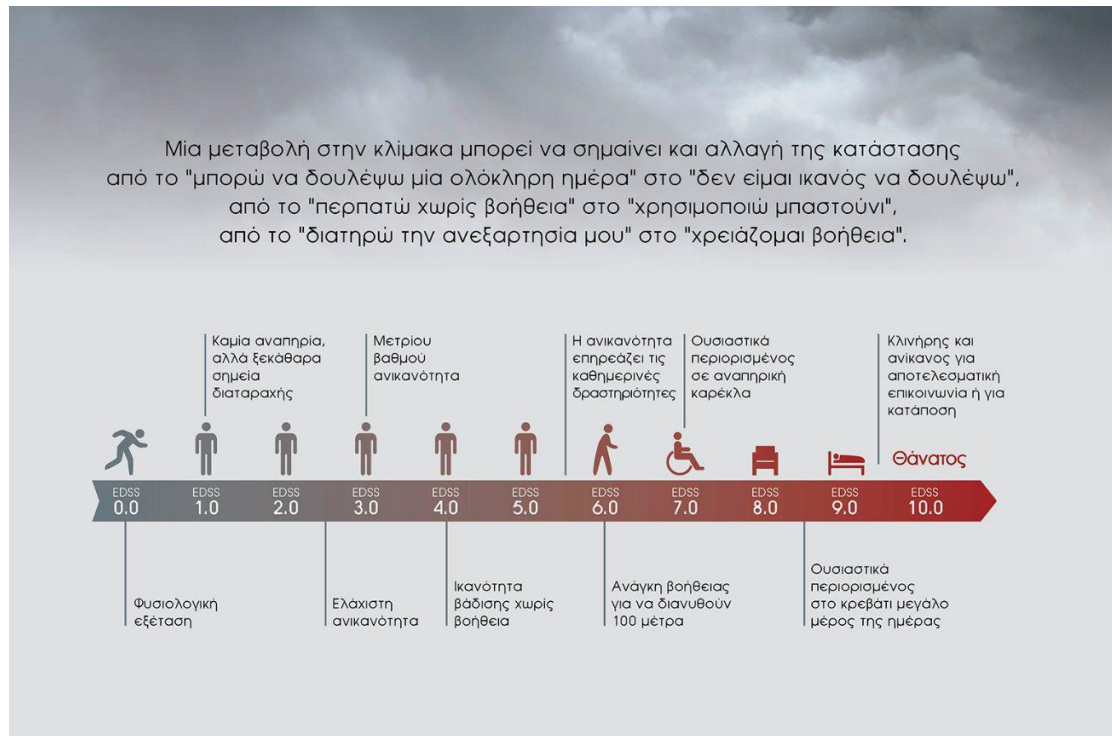 Μία μεταβολή στην κλίμακα μπορεί να σημαίνει και αλλαγή της κατάστασης
από το "μπορώ να δουλέψω μία ολόκληρη ημέρα" στο "δεν είμαι ικανός να δουλέψω",
από το "περπατώ χωρίς βοήθεια" στο "χρησιμοποιώ μπαστούνι",
από το "διατηρώ την ανεξαρτησία μου" στο "χρειάζομαι βοήθεια".
Καμία αναπηρία,
αλλά ξεκάθαρα
σημεία
διαταραχής
Μετρίου
βαθμού
ανικανότητα
Η ανικανότητα
επηρεάζει τις
καθημερινές
δραστηριότητες
Ουσιαστικά
περιορισμένος
σε αναπηρική
καρέκλα
Κλινήρης και
ανίκανος για
αποτελεσματική
επικοινωνία ή για
κατάποση
Θάνατος
EDSS
0.0
EDSS
1.0
EDSS
2.0
EDSS
3.0
EDSS
4.0
EDSS
5.0
EDSS
6.0
EDSS
7.0
EDSS
8.0
EDSS
9.0
EDSS
10.0
Φυσιολογική
εξέταση
Ελάχιστη
ανικανότητα
Ικανότητα
βάδισης χωρίς
βοήθεια
Ανάγκη βοήθειας
για να διανυθούν
100 μέτρα
Ουσιαστικά
περιορισμένος
στο κρεβάτι μεγάλο
μέρος της ημέρας